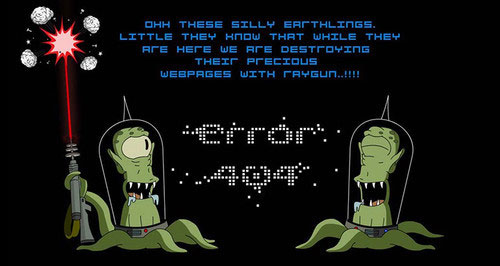 OHH THESE SILLY EARTHLINGS.
LITTLE THEY KNOW THAT WHILE THEY
ARE HERE WE ARE DESTROYING
THEIR PRECIOUS
WEBPAGES WITH RAYGUN..!!!!
error
404